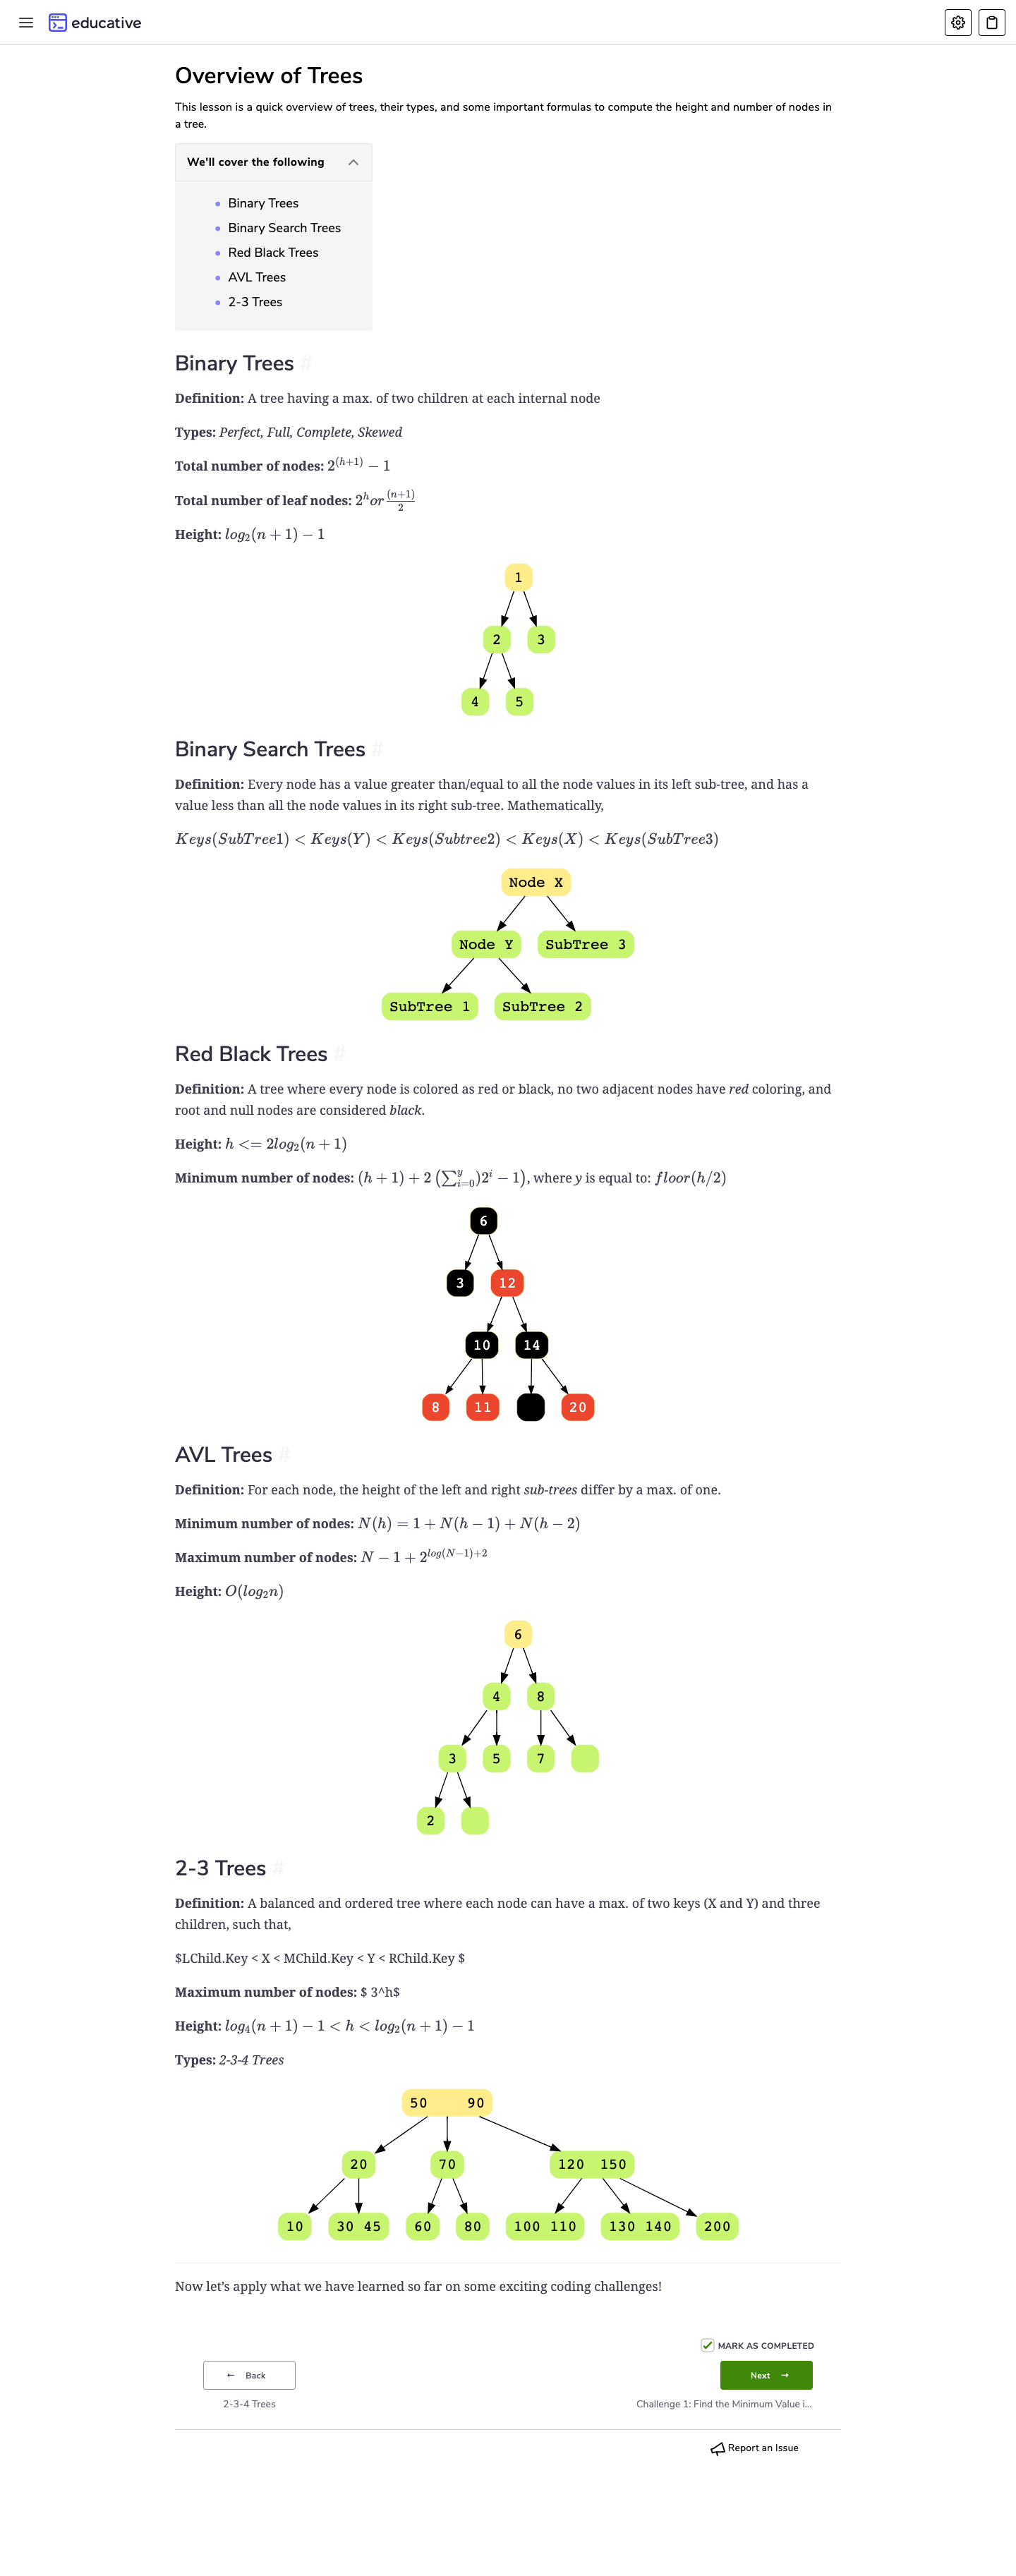 educative
Overview of Trees
This lesson is a quick overview of trees, their types, and some important formulas to compute the height and number of nodes in
a tree.
We'll cover the following
Binary Trees
Binary Search Trees
Red Black Trees
AVL Trees
2-3 Trees
Binary Trees #
Definition: A tree having a max. of two children at each internal node
Types: Perfect, Full, Complete, Skewed
Total number of nodes: 2^(h+1) − 1
Total number of leaf nodes: 2^h or (n+1)/2
Height: log₂(n + 1) − 1
1
2 3
4 5
Binary Search Trees #
Definition: Every node has a value greater than/equal to all the node values in its left sub-tree, and has a
value less than all the node values in its right sub-tree. Mathematically,
Keys(SubTree1) < Keys(Y) < Keys(Subtree2) < Keys(X) < Keys(SubTree3)
Node X
Node Y SubTree 3
SubTree 1 SubTree 2
Red Black Trees #
Definition: A tree where every node is colored as red or black, no two adjacent nodes have red coloring, and
root and null nodes are considered black.
Height: h <= 2log₂(n + 1)
Minimum number of nodes: (h + 1) + 2 (∑_{i=0}^{y})2^i − 1), where y is equal to: floor(h/2)
6
3 12
10 14
8 11 20
AVL Trees #
Definition: For each node, the height of the left and right sub-trees differ by a max. of one.
Minimum number of nodes: N(h) = 1 + N(h − 1) + N(h − 2)
Maximum number of nodes: N − 1 + 2^{log(N−1)+2}
Height: O(log₂n)
6
4 8
3 5 7
2
2-3 Trees #
Definition: A balanced and ordered tree where each node can have a max. of two keys (X and Y) and three
children, such that,
$LChild.Key < X < MChild.Key < Y < RChild.Key $
Maximum number of nodes: $ 3^h$
Height: log₄(n + 1) − 1 < h < log₂(n + 1) − 1
Types: 2-3-4 Trees
50 90
20 70 120 150
10 30 45 60 80 100 110 130 140 200
Now let’s apply what we have learned so far on some exciting coding challenges!
MARK AS COMPLETED
← Back Next →
2-3-4 Trees Challenge 1: Find the Minimum Value i...
Report an Issue